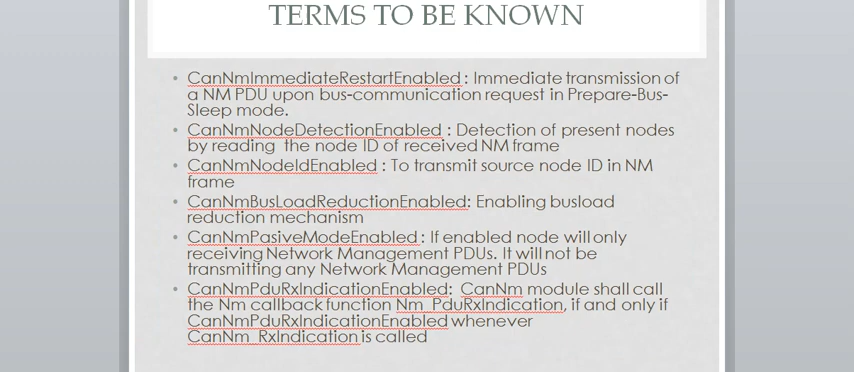 TERMS TO BE KNOWN
• CanNmImmediateRestartEnabled : Immediate transmission of
a NM PDU upon bus-communication request in Prepare-Bus-
Sleep mode.
• CanNmNodeDetectionEnabled : Detection of present nodes
by reading the node ID of received NM frame
• CanNmNodeIdEnabled : To transmit source node ID in NM
frame
• CanNmBusLoadReductionEnabled: Enabling busload
reduction mechanism
• CanNmPasiveModeEnabled : If enabled node will only
receiving Network Management PDUs. It will not be
transmitting any Network Management PDUs
• CanNmPduRxIndicationEnabled: CanNm module shall call
the Nm callback function Nm_PduRxIndication, if and only if
CanNmPduRxIndicationEnabled whenever
CanNm_RxIndication is called